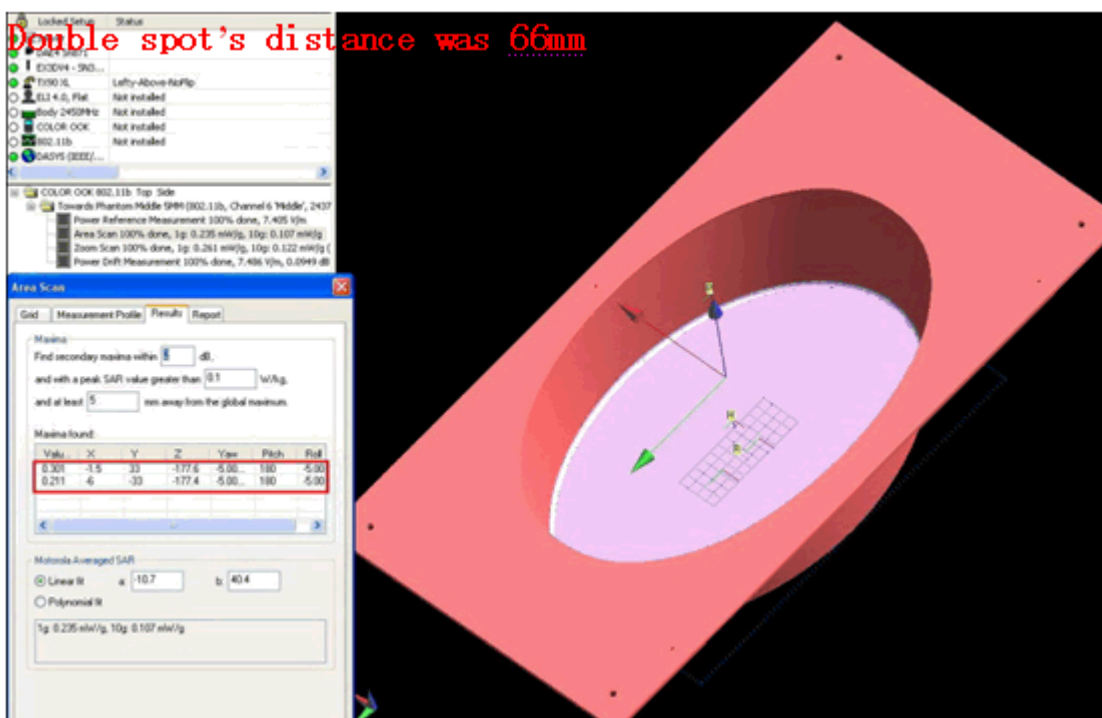 Locked Setup Status
Double spot's distance was 66mm
DAE4 SN871
EX3DV4 - SN3...
TX90 XL Lefty-Above-NoFlip
ELI 4.0, Flat Not installed
Body 2450MHz Not installed
COLOR OOK Not installed
802.11b Not installed
DASY5 (IEEE/...
COLOR OOK 802.11b Top Side
Towards Phantom Middle SMM (802.11b, Channel 6 'Middle', 2437
Power Reference Measurement 100% done, 7.405 V/m
Area Scan 100% done, 1g: 0.235 mW/g, 10g: 0.107 mW/g
Zoom Scan 100% done, 1g: 0.261 mW/g, 10g: 0.122 mW/g (
Power Drift Measurement 100% done, 7.486 V/m, 0.0949 dB
Area Scan
Grid Measurement Profile Results Report
Maxima
Find secondary maxima within dB,
and with a peak SAR value greater than 0.1 W/kg,
and at least 5 mm away from the global maximum.
Maxima found:
Valu... X Y Z Yaw Pitch Roll
0.301 -1.5 33 -177.6 -5.00... 180 -5.00
0.211 -6 -33 -177.4 -5.00... 180 -5.00
Motorola Averaged SAR
Linear fit a: -10.7 b: 40.4
Polynomial fit
1g: 0.235 mW/g, 10g: 0.107 mW/g